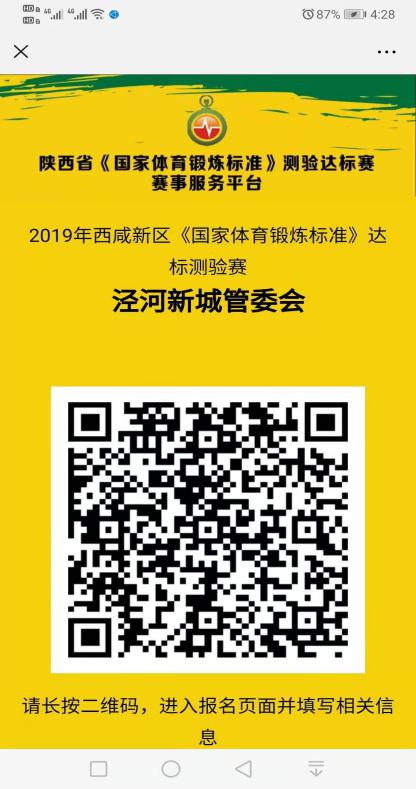 87% 4:28
陕西省《国家体育锻炼标准》测验达标赛
赛事服务平台
2019年西咸新区《国家体育锻炼标准》达
标测验赛
泾河新城管委会
请长按二维码，进入报名页面并填写相关信
息